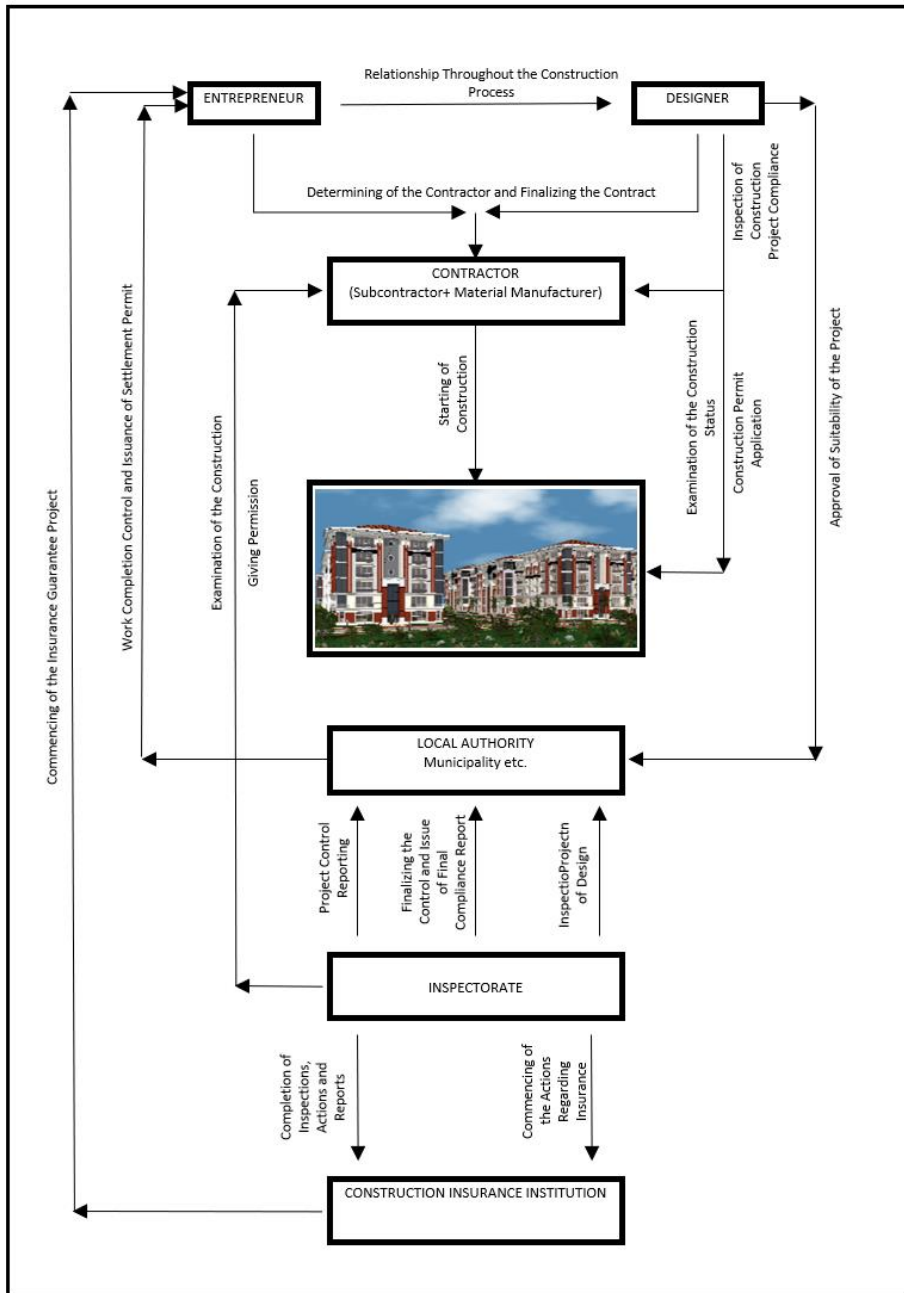 Relationship Throughout the Construction
Process
ENTREPRENEUR
DESIGNER
Determining of the Contractor and Finalizing the Contract
Inspection of
Construction
Project Compliance
CONTRACTOR
(Subcontractor+ Material Manufacturer)
Starting of
Construction
Examination of the Construction
Status
Construction Permit
Application
Approval of Suitability of the Project
Commencing of the Insurance Guarantee Project
Work Completion Control and Issuance of Settlement Permit
Examination of the Construction
Giving Permission
LOCAL AUTHORITY
Municipality etc.
Project Control
Reporting
Finalizing the
Control and Issue
of Final
Compliance Report
InspectioProjectn
of Design
INSPECTORATE
Completion of
Inspections,
Actions and
Reports
Commencing of
the Actions
Regarding
Insurance
CONSTRUCTION INSURANCE INSTITUTION